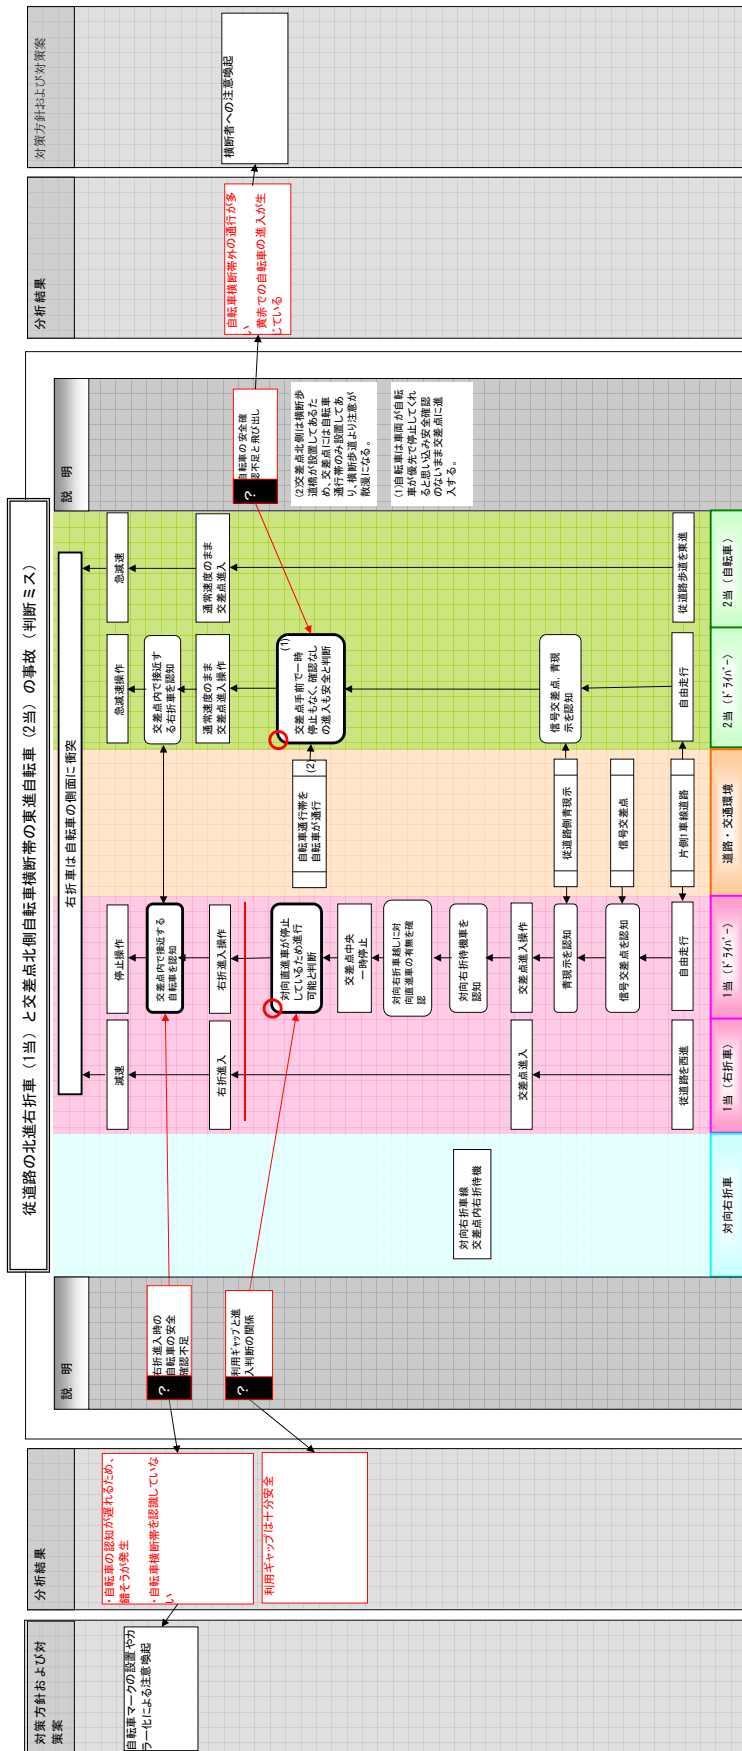 従道路の北進右折車（1当）と交差点北側自転車横断帯の東進自転車（2当）の事故（判断ミス）
対策方針および対
策案
分析結果
説　明
説　明
分析結果
対策方針および対策案
右折車は自転車の側面に衝突
自転車マークの設置やカ
ラー化による注意喚起
・自転車の認知が遅れるため、
錯そうが発生
・自転車横断帯を認識していな
い
利用ギャップは十分安全
?
右折進入時の
自転車の安全
確認不足
?
利用ギャップと進
入判断の関係
対向右折車線
交差点内右折待機
減速
右折進入
交差点進入
従道路を西進
停止操作
交差点内で接近する
自転車を認知
右折進入操作
対向直進車が停止
しているため進行
可能と判断
交差点中央
一時停止
対向右折車越しに対
向直進車の有無を確
認
対向右折待機車を
認知
交差点進入操作
青現示を認知
信号交差点を認知
自由走行
(2)
自転車通行帯を
自転車が通行
従道路側青現示
信号交差点
片側1車線道路
急減速操作
交差点内で接近す
る右折車を認知
通常速度のまま
交差点進入操作
(1)
交差点手前で一時
停止もなく、確認なし
の進入も安全と判断
信号交差点、青現
示を認知
自由走行
急減速
通常速度のまま
交差点進入
従道路歩道を東進
?
自転車の安全確
認不足と飛び出し
(2)交差点北側は横断歩
道橋が設置してあるた
め、交差点には自転車
通行帯のみ設置してあ
り、横断歩道より注意が
散漫になる。
(1)自転車は車両が自転
車が優先で停止してくれ
ると思い込み安全確認
のないまま交差点に進
入する。
自転車横断帯外の通行が多
い
黄赤での自転車の進入が生
じている
横断者への注意喚起
対向右折車
1当（右折車）
1当（ﾄﾞﾗｲﾊﾞｰ）
道路・交通環境
2当（ﾄﾞﾗｲﾊﾞｰ）
2当（自転車）